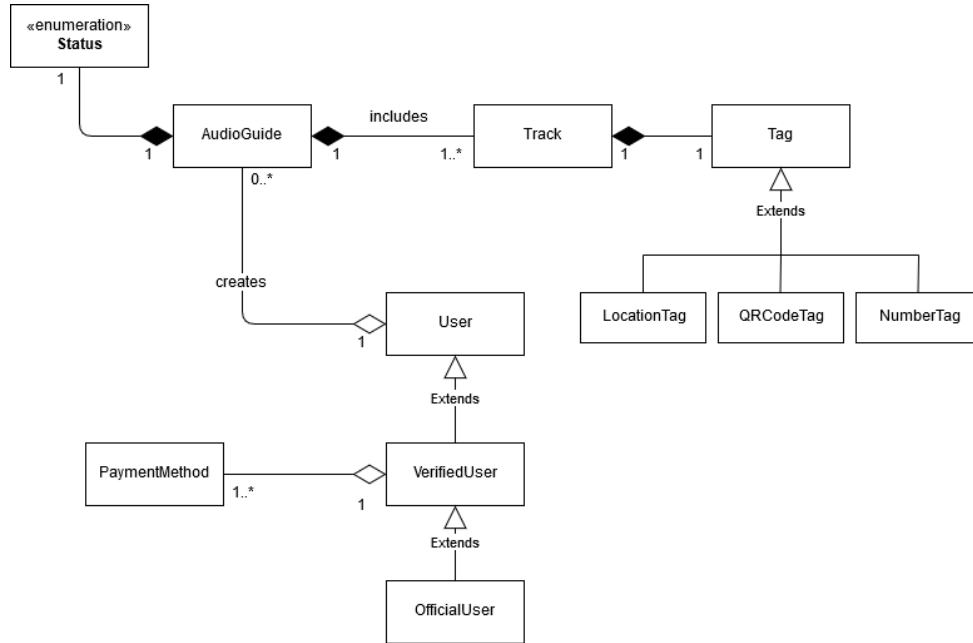 «enumeration»
Status
1
AudioGuide
1
1
includes
1..*
Track
1
1
Tag
0..*
Extends
creates
LocationTag
QRCodeTag
NumberTag
User
1
Extends
PaymentMethod
1..*
1
VerifiedUser
Extends
OfficialUser